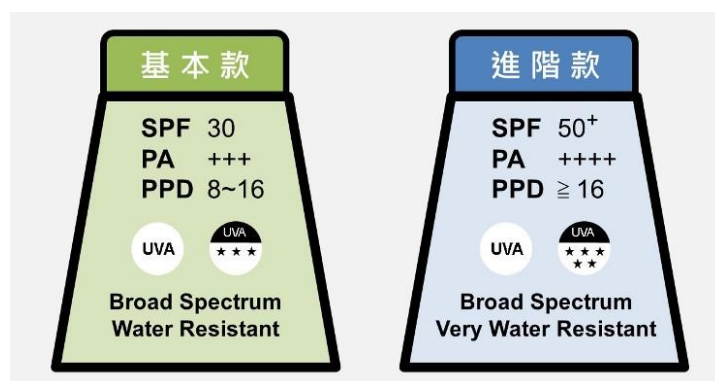 基本款
SPF 30
PA +++
PPD 8~16
UVA
UVA
★★★
Broad Spectrum
Water Resistant
進階款
SPF 50⁺
PA ++++
PPD ≧ 16
UVA
UVA
★★★
★★
Broad Spectrum
Very Water Resistant